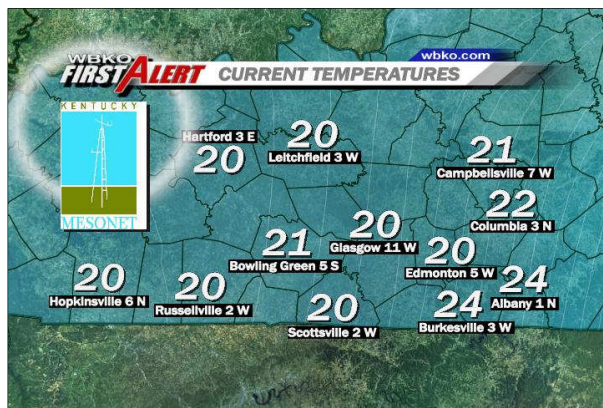 WBKO
FIRST ALERT
wbko.com
CURRENT TEMPERATURES
KENTUCKY
MESONET
Hartford 3 E
20
20
Leitchfield 3 W
21
Campbellsville 7 W
22
Columbia 3 N
20
Glasgow 11 W
21
Bowling Green 5 S
20
Edmonton 5 W
24
Albany 1 N
20
Hopkinsville 6 N
20
Russellville 2 W
20
Scottsville 2 W
24
Burkesville 3 W